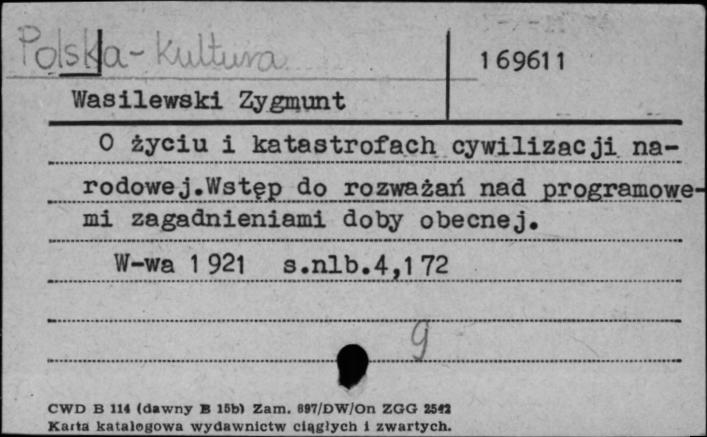 Polska - Kultura
169611
Wasilewski Zygmunt
O życiu i katastrofach cywilizacji na-
rodowej.Wstęp do rozważań nad programowe-
mi zagadnieniami doby obecnej.
W-wa 1921 s.nlb.4,172
9
CWD B 114 (dawny B 15b) Zam. 897/DW/On ZGG 2542
Karta katalogowa wydawnictw ciągłych i zwartych.